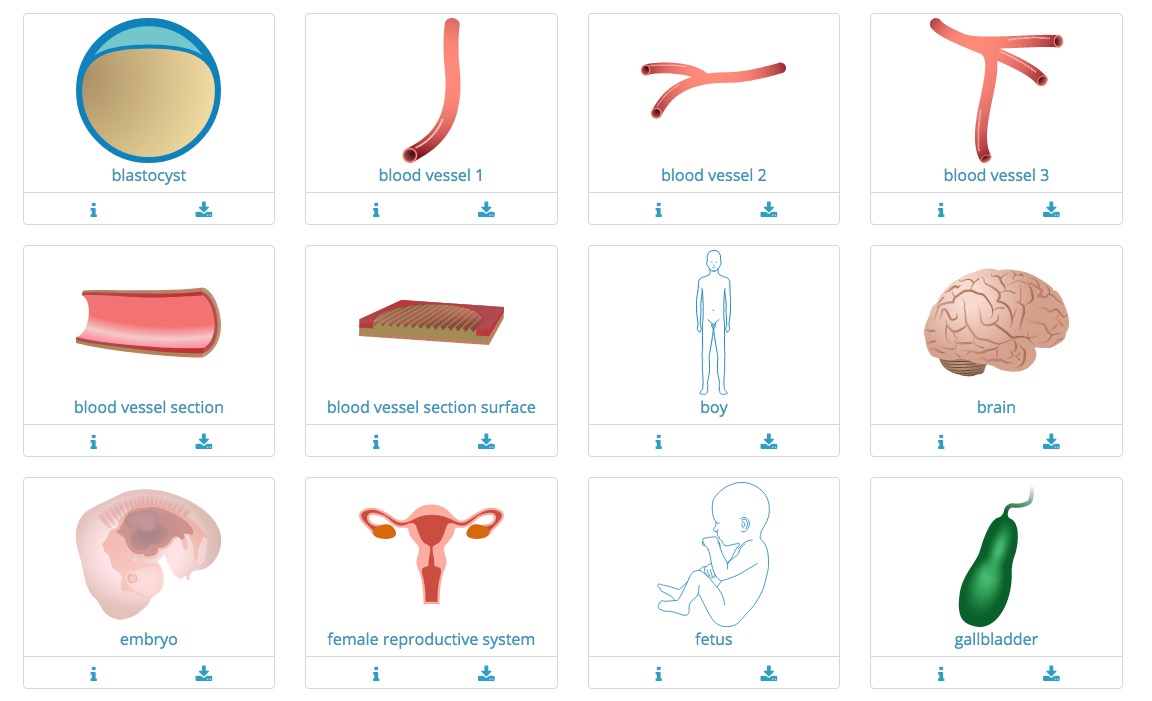 blastocyst
blood vessel 1
blood vessel 2
blood vessel 3
blood vessel section
blood vessel section surface
boy
brain
embryo
female reproductive system
fetus
gallbladder